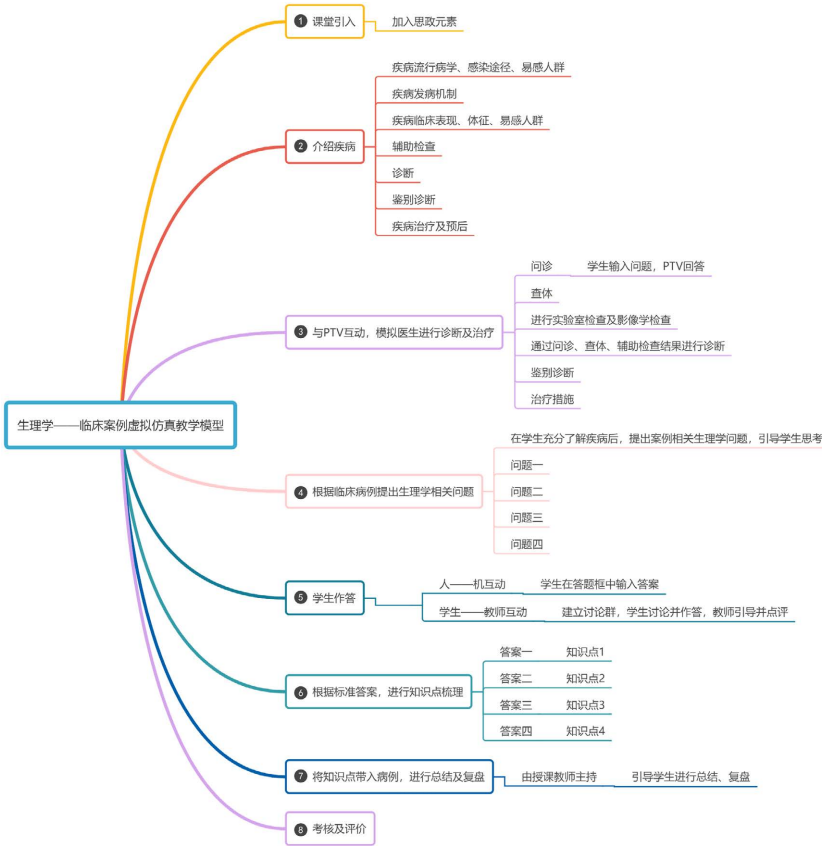 生理学——临床案例虚拟仿真教学模型
1 课堂引入
加入思政元素
2 介绍疾病
疾病流行病学、感染途径、易感人群
疾病发病机制
疾病临床表现、体征、易感人群
辅助检查
诊断
鉴别诊断
疾病治疗及预后
3 与PTV互动，模拟医生进行诊断及治疗
问诊 学生输入问题，PTV回答
查体
进行实验室检查及影像学检查
通过问诊、查体、辅助检查结果进行诊断
鉴别诊断
治疗措施
4 根据临床病例提出生理学相关问题
在学生充分了解疾病后，提出案例相关生理学问题，引导学生思考
问题一
问题二
问题三
问题四
5 学生作答
人——机互动 学生在答题框中输入答案
学生——教师互动 建立讨论群，学生讨论并作答，教师引导并点评
6 根据标准答案，进行知识点梳理
答案一 知识点1
答案二 知识点2
答案三 知识点3
答案四 知识点4
7 将知识点带入病例，进行总结及复盘
由授课教师主持 引导学生进行总结、复盘
8 考核及评价